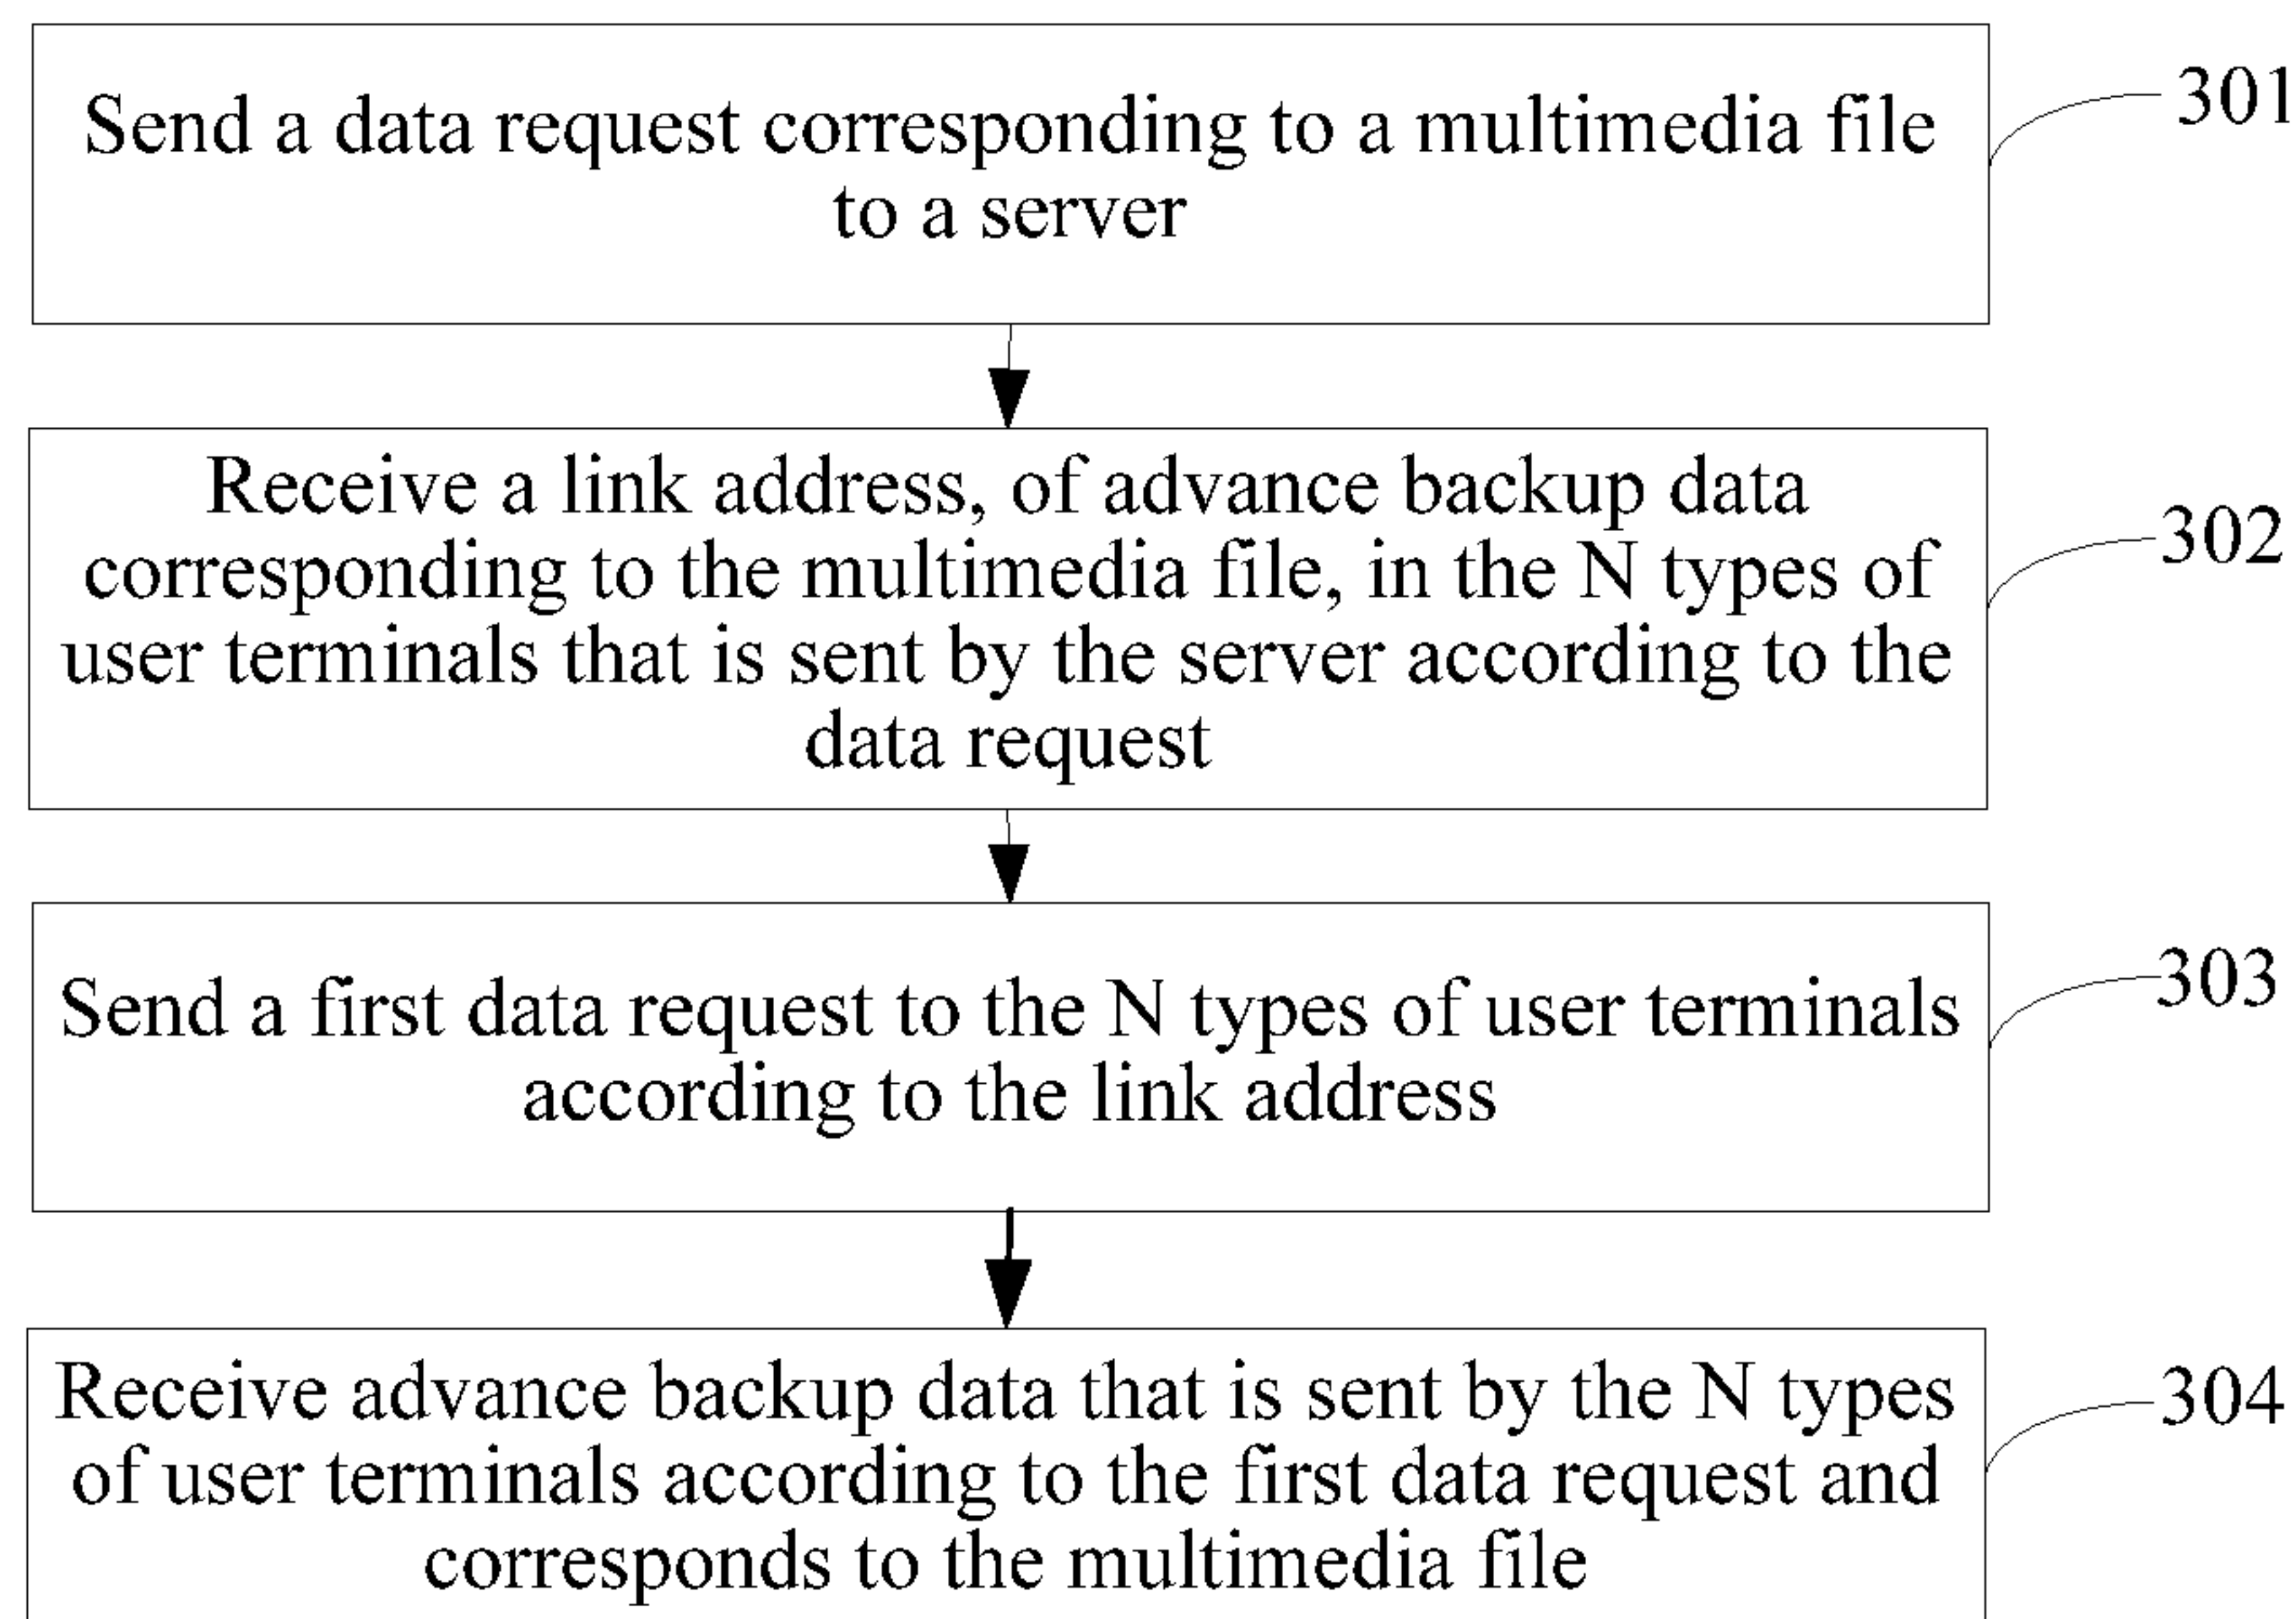 Send a data request corresponding to a multimedia file
to a server
301
Receive a link address, of advance backup data
corresponding to the multimedia file, in the N types of
user terminals that is sent by the server according to the
data request
302
Send a first data request to the N types of user terminals
according to the link address
303
Receive advance backup data that is sent by the N types
of user terminals according to the first data request and
corresponds to the multimedia file
304